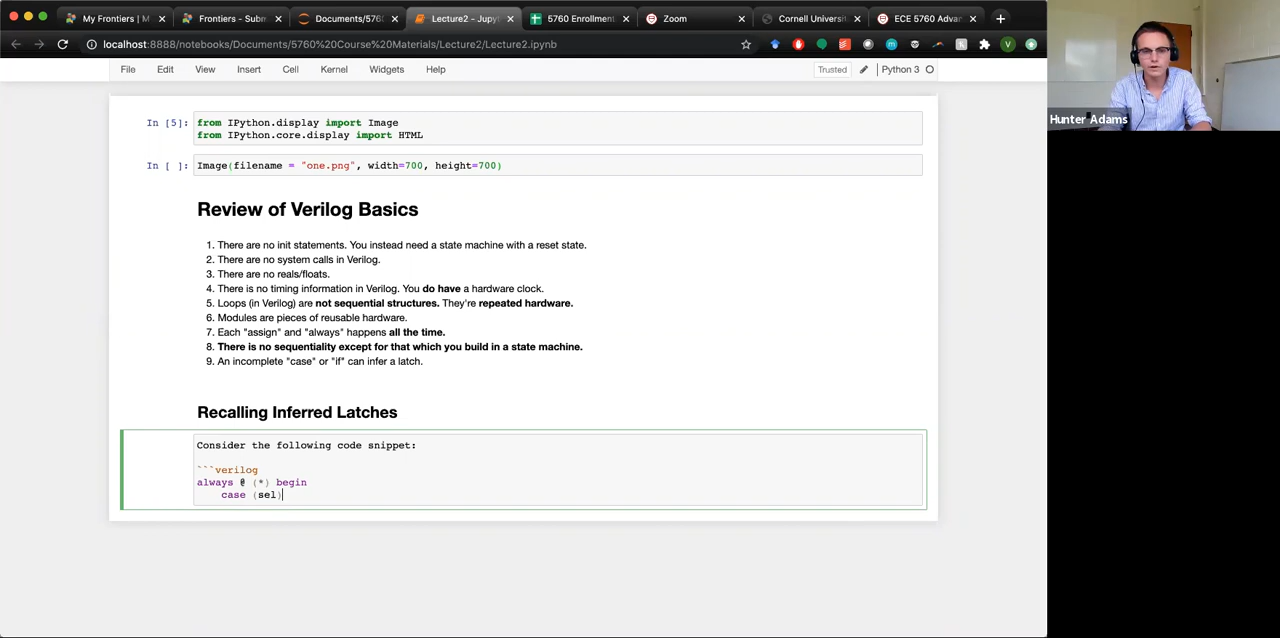 My Frontiers | M
Frontiers - Subm
Documents/5760
Lecture2 - Jupyt
5760 Enrollment
Zoom
Cornell Universit
ECE 5760 Advan
localhost:8888/notebooks/Documents/5760%20Course%20Materials/Lecture2/Lecture2.ipynb
File Edit View Insert Cell Kernel Widgets Help
Trusted
Python 3
Hunter Adams
In [5]: from IPython.display import Image
from IPython.core.display import HTML
In [ ]: Image(filename = "one.png", width=700, height=700)
Review of Verilog Basics
1. There are no init statements. You instead need a state machine with a reset state.
2. There are no system calls in Verilog.
3. There are no reals/floats.
4. There is no timing information in Verilog. You do have a hardware clock.
5. Loops (in Verilog) are not sequential structures. They're repeated hardware.
6. Modules are pieces of reusable hardware.
7. Each "assign" and "always" happens all the time.
8. There is no sequentiality except for that which you build in a state machine.
9. An incomplete "case" or "if" can infer a latch.
Recalling Inferred Latches
Consider the following code snippet:
```verilog
always @ (*) begin
case (sel)